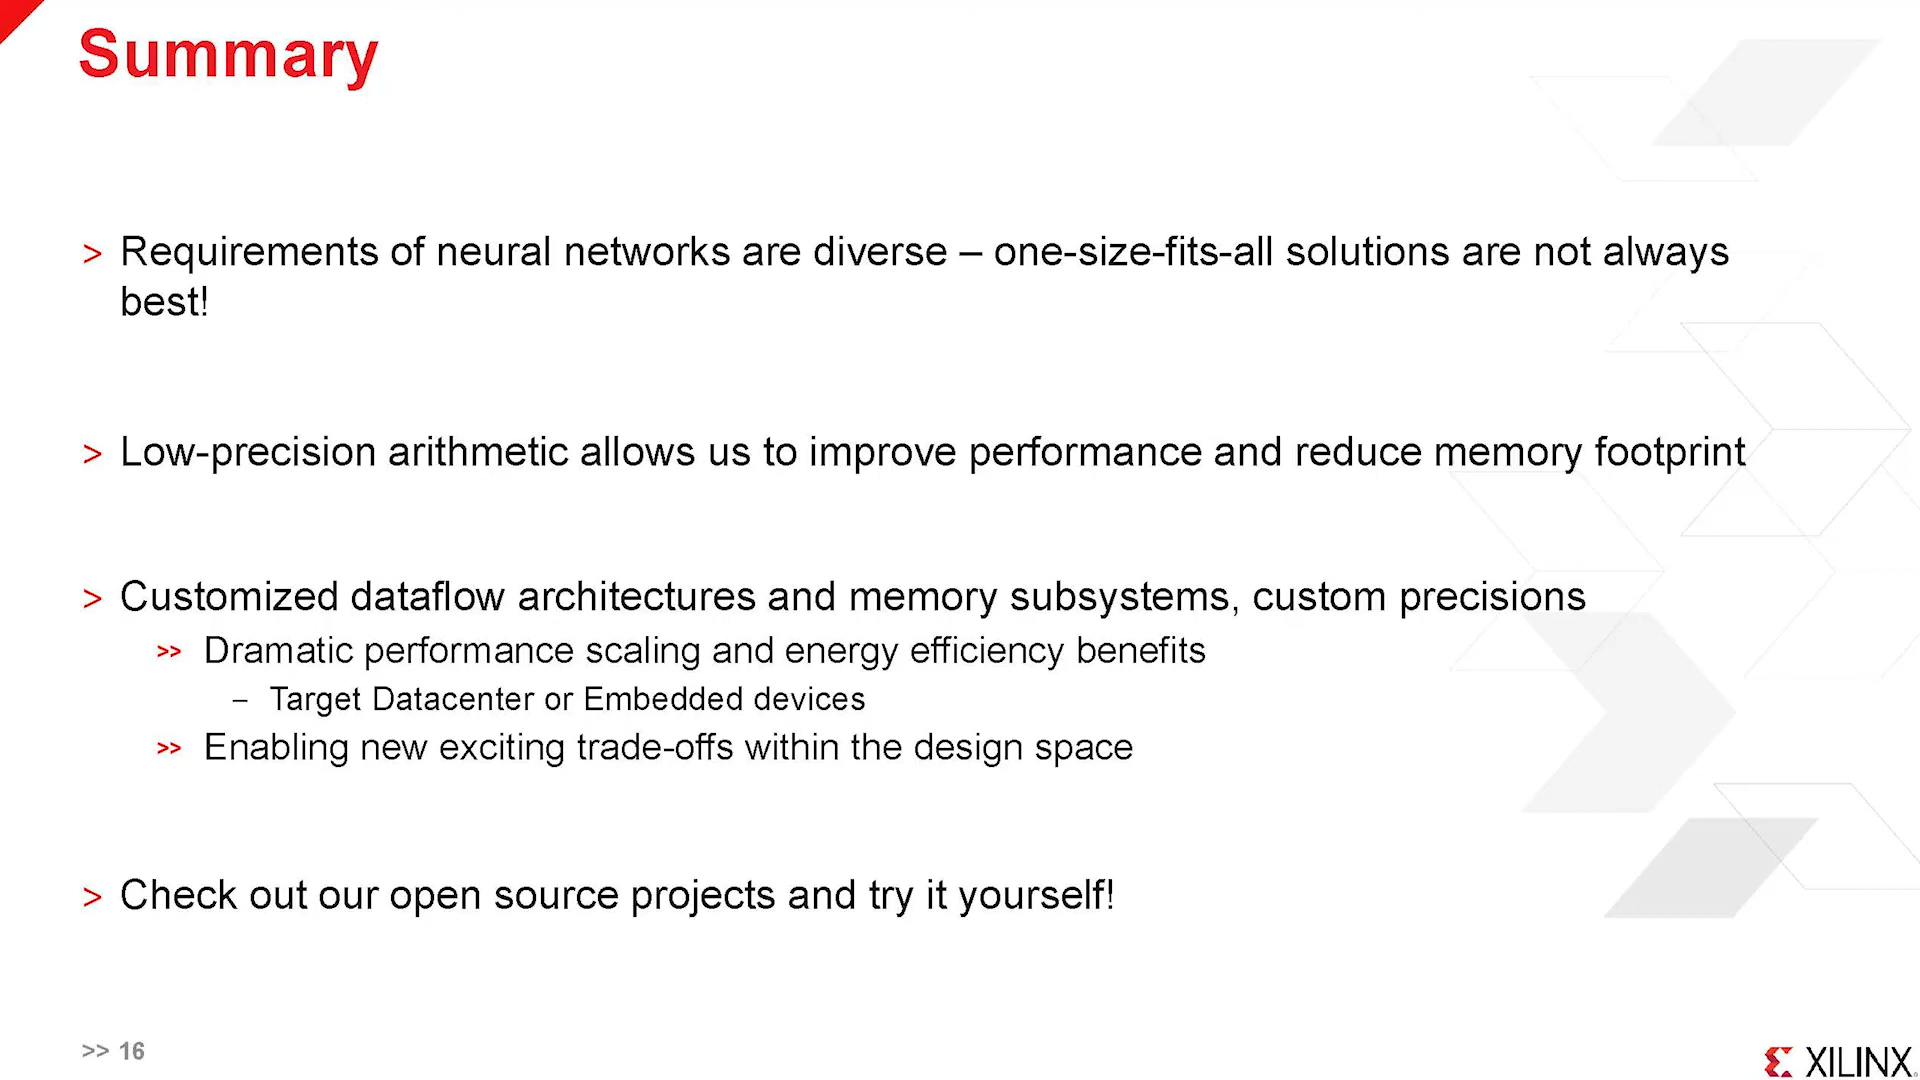 Summary
> Requirements of neural networks are diverse – one-size-fits-all solutions are not always
best!
> Low-precision arithmetic allows us to improve performance and reduce memory footprint
> Customized dataflow architectures and memory subsystems, custom precisions
>> Dramatic performance scaling and energy efficiency benefits
– Target Datacenter or Embedded devices
>> Enabling new exciting trade-offs within the design space
> Check out our open source projects and try it yourself!
>> 16
XILINX